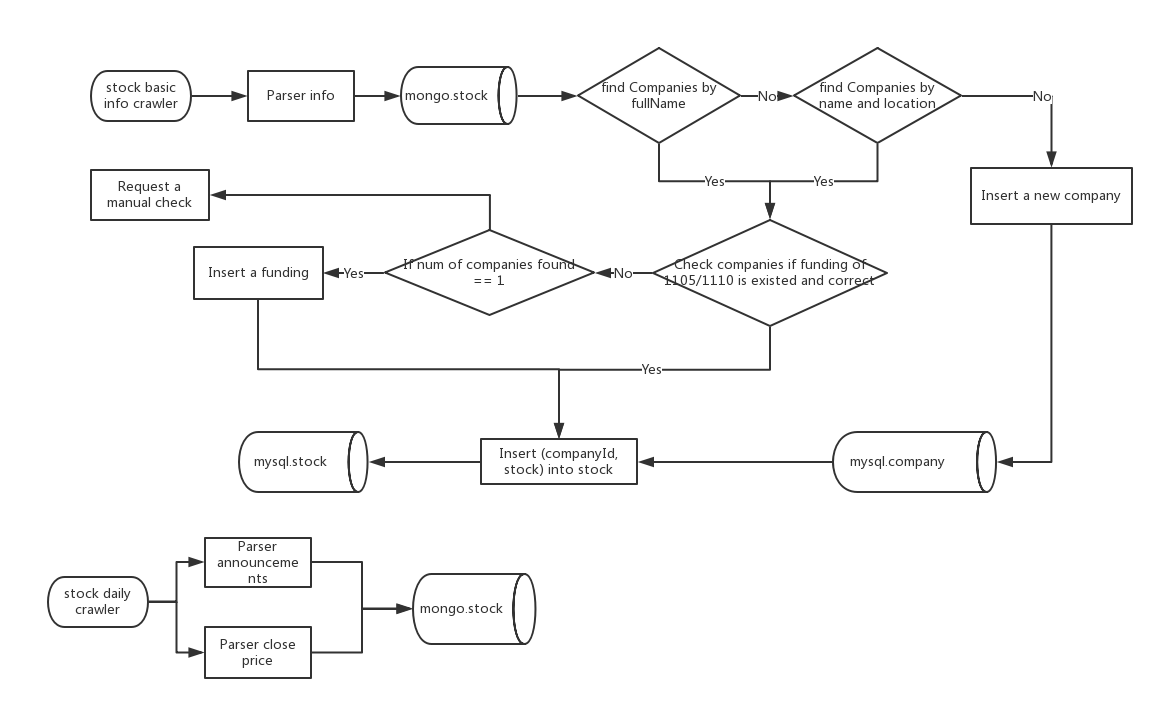 stock basic
info crawler
Parser info
mongo.stock
find Companies by
fullName
No
find Companies by
name and location
No
Yes
Yes
Request a
manual check
Insert a new company
Insert a funding
Yes
If num of companies found
== 1
No
Check companies if funding of
1105/1110 is existed and correct
Yes
mysql.stock
Insert (companyId,
stock) into stock
mysql.company
Parser
announceme
nts
stock daily
crawler
mongo.stock
Parser close
price